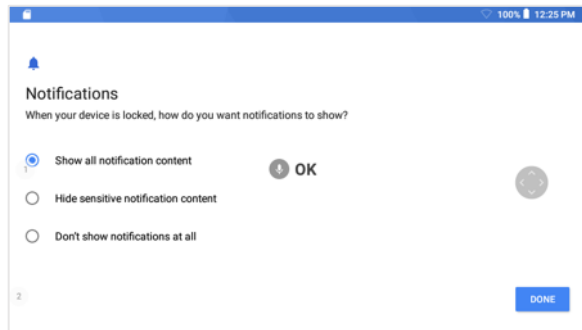 100% 12:25 PM
Notifications
When your device is locked, how do you want notifications to show?
Show all notification content
1
OK
Hide sensitive notification content
Don't show notifications at all
2
DONE